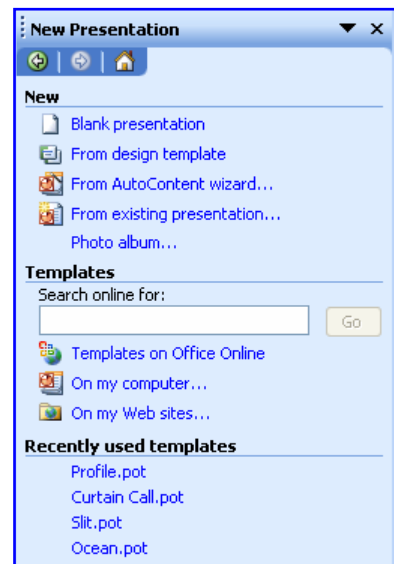 New Presentation
New
Blank presentation
From design template
From AutoContent wizard...
From existing presentation...
Photo album...
Templates
Search online for:
Go
Templates on Office Online
On my computer...
On my Web sites...
Recently used templates
Profile.pot
Curtain Call.pot
Slit.pot
Ocean.pot